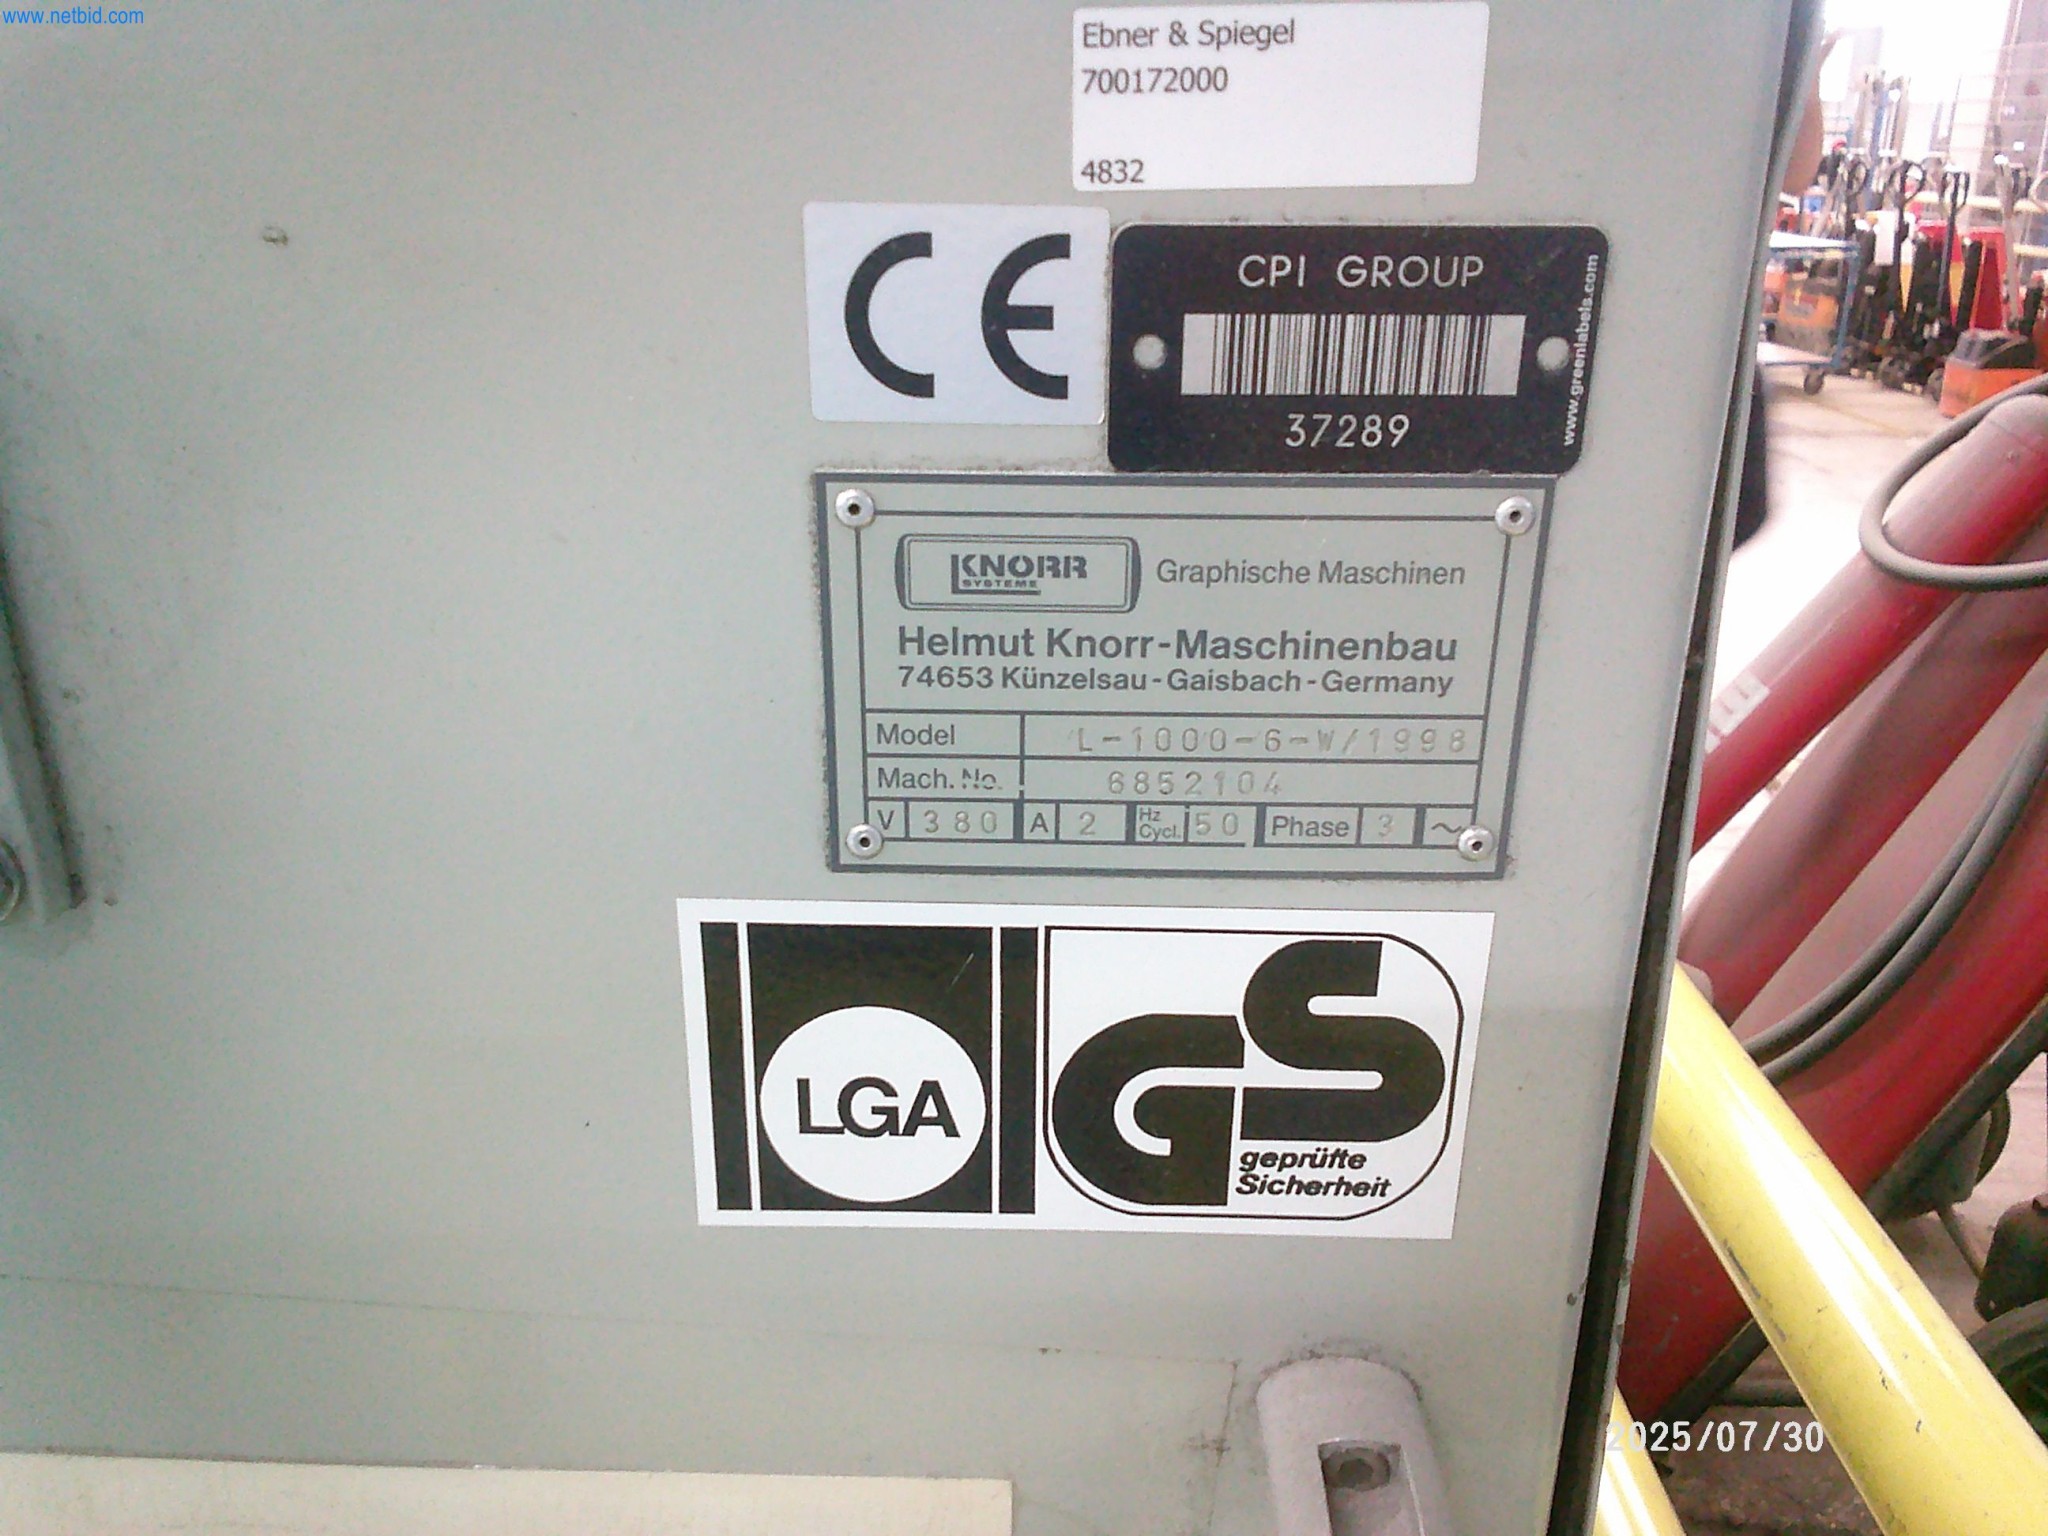 www.netbid.com
Ebner & Spiegel
700172000
4832
CE
CPI GROUP
37289
www.greenlabels.com
KNORR
SYSTEME
Graphische Maschinen
Helmut Knorr-Maschinenbau
74653 Künzelsau-Gaisbach-Germany
Model L-1000-6-W/1998
Mach. No. 6852104
V 380 A 2 Hz Cycl. 50 Phase 3 ~
LGA
GS
geprüfte
Sicherheit
2025/07/30